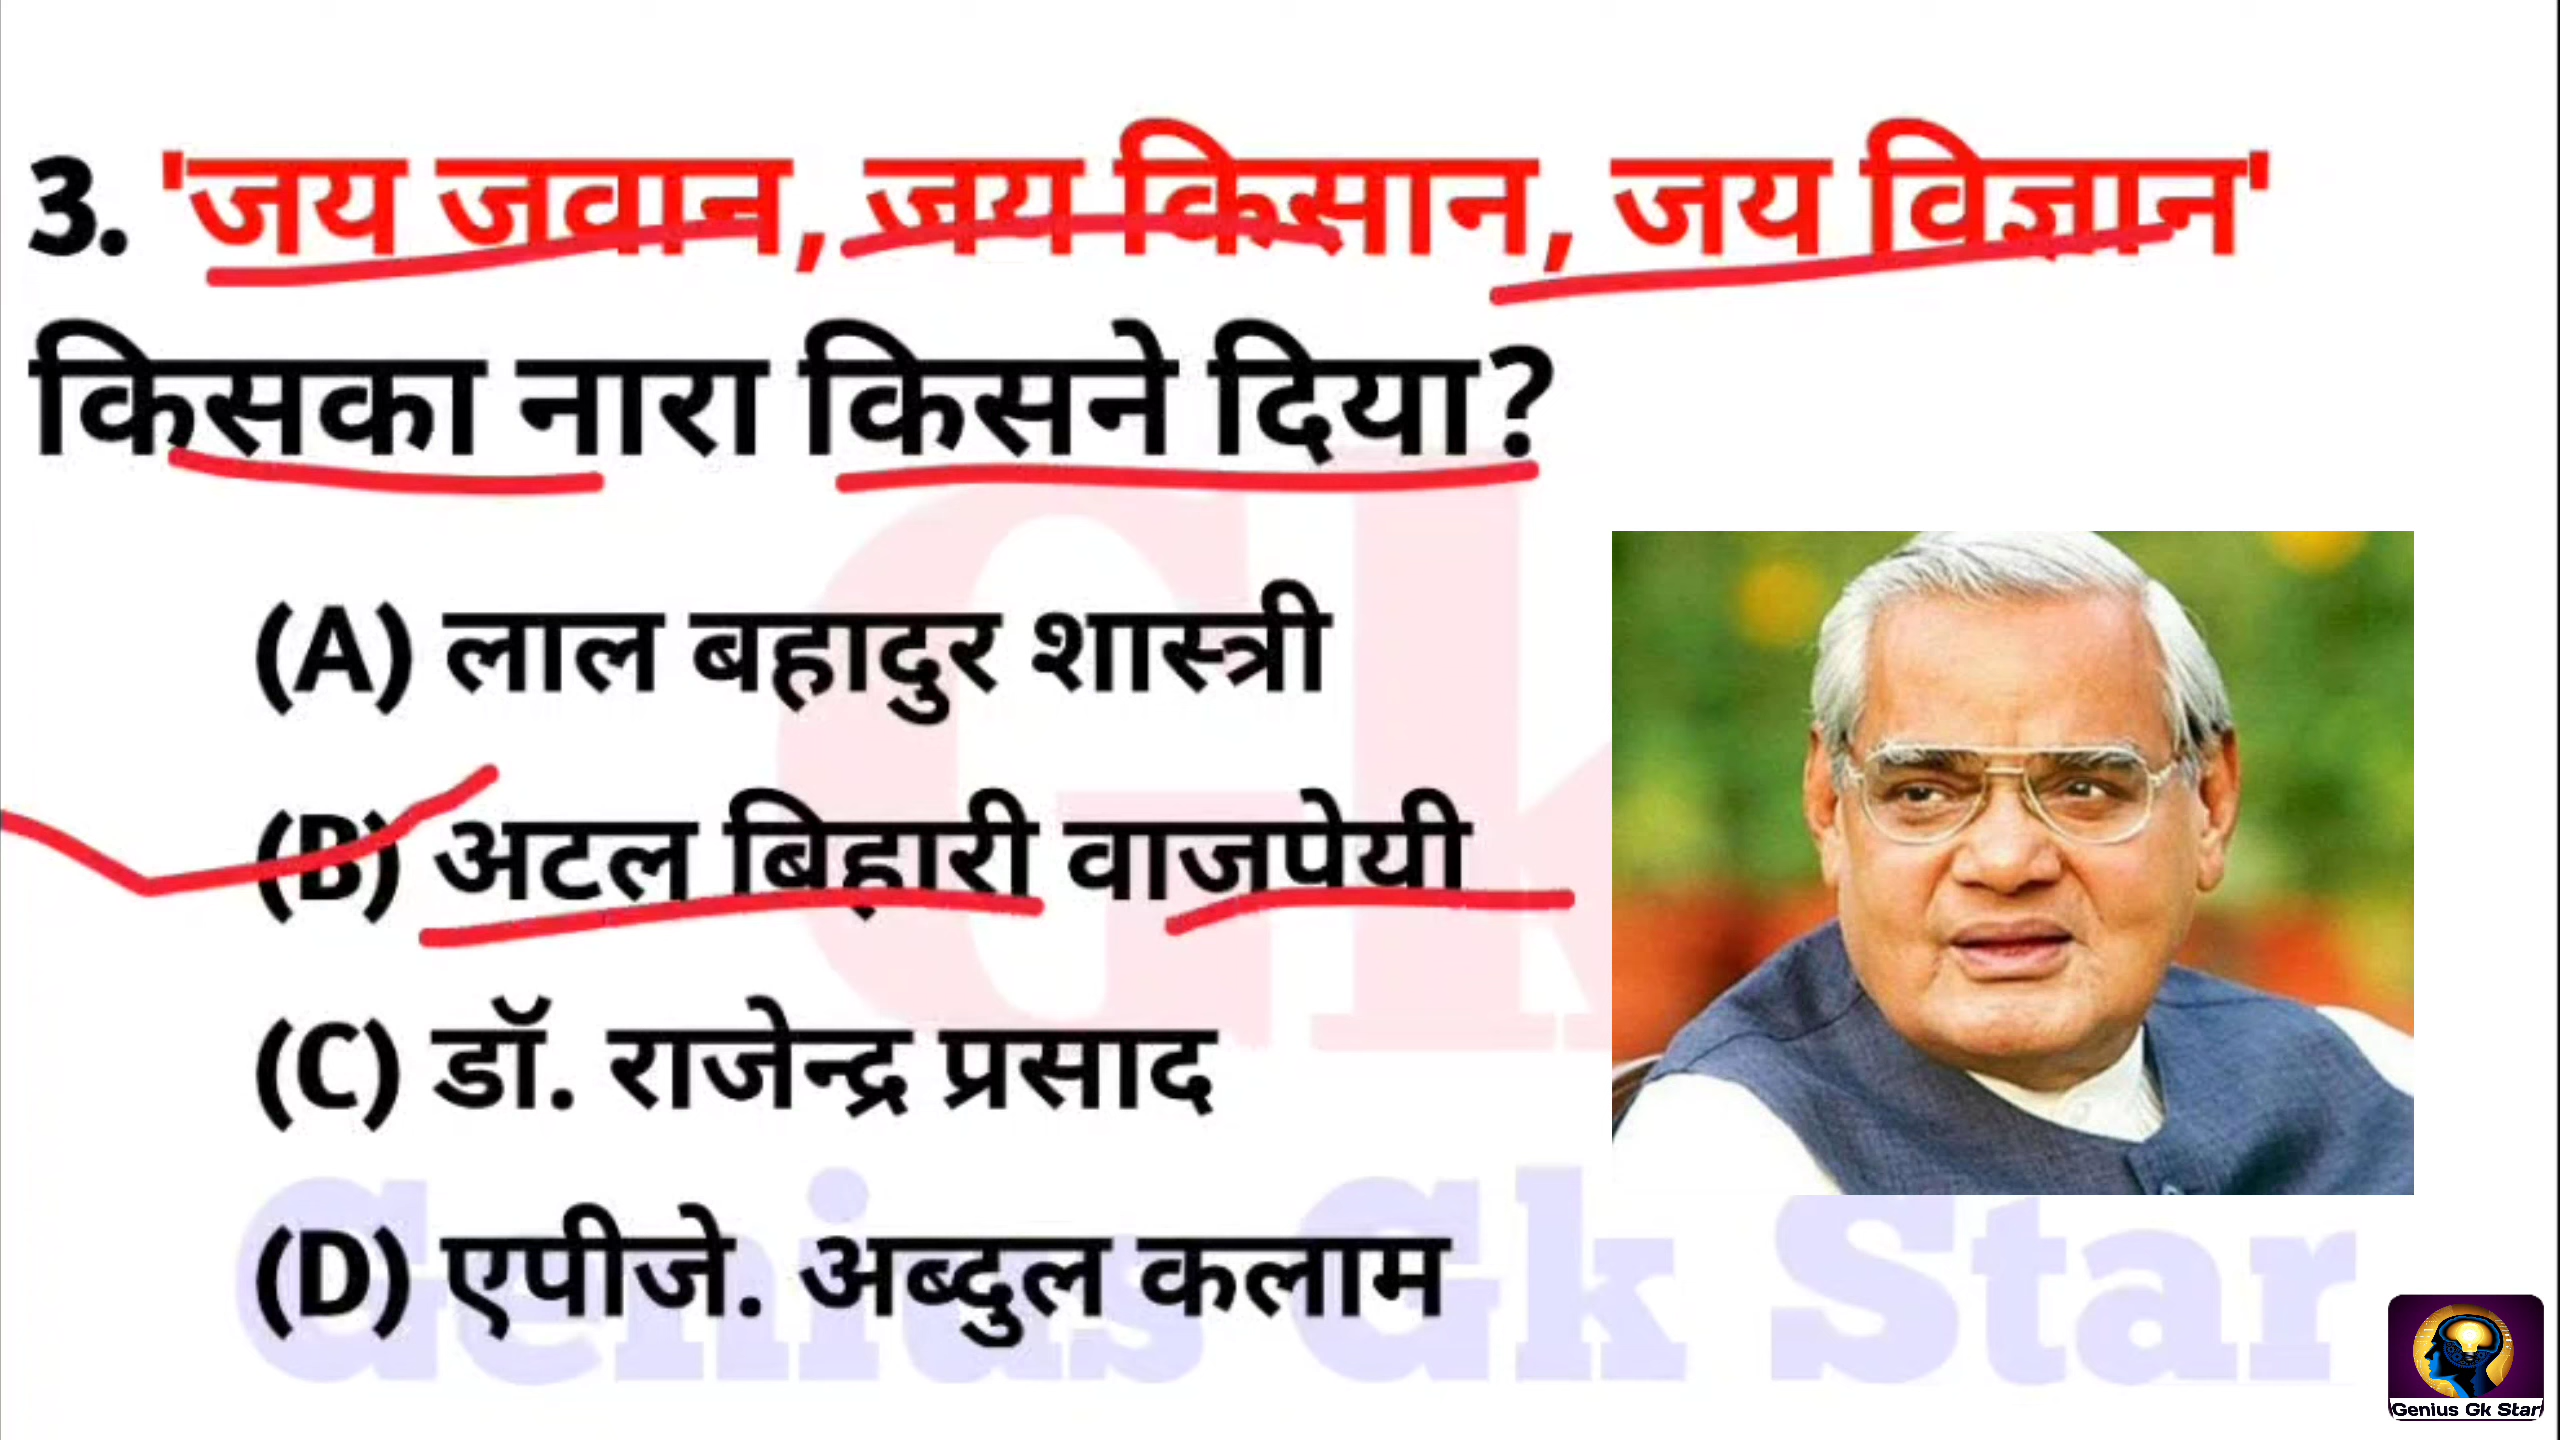 3. 'जय जवान, जय किसान, जय विज्ञान'
किसका नारा किसने दिया?
(A) लाल बहादुर शास्त्री
(B) अटल बिहारी वाजपेयी
(C) डॉ. राजेन्द्र प्रसाद
(D) एपीजे. अब्दुल कलाम
Gk
Genius Gk Star
Genius Gk Star